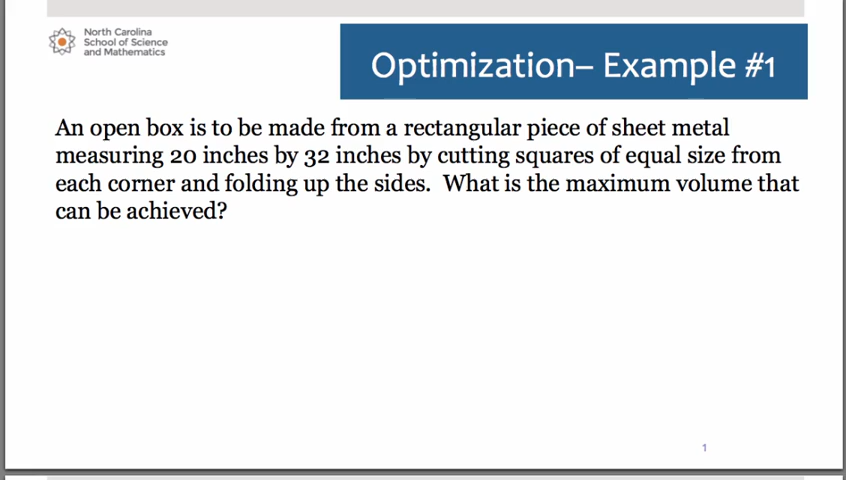 North Carolina
School of Science
and Mathematics
Optimization– Example #1
An open box is to be made from a rectangular piece of sheet metal
measuring 20 inches by 32 inches by cutting squares of equal size from
each corner and folding up the sides.  What is the maximum volume that
can be achieved?
1